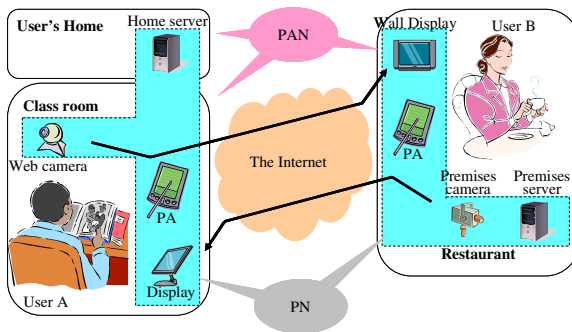 User's Home
Home server
PAN
Wall Display
User B
Class room
Web camera
The Internet
PA
PA
Premises
camera
Premises
server
Restaurant
User A
Display
PN